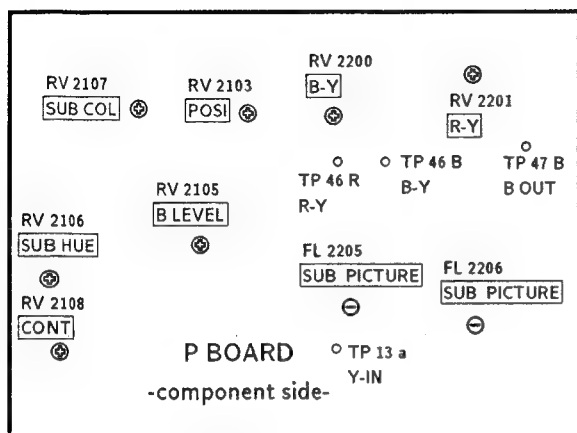 RV 2107
SUB COL
RV 2103
POSI
RV 2200
B-Y
RV 2201
R-Y
TP 46 R
R-Y
TP 46 B
B-Y
TP 47 B
B OUT
RV 2105
B LEVEL
RV 2106
SUB HUE
FL 2205
SUB PICTURE
FL 2206
SUB PICTURE
RV 2108
CONT
P BOARD
-component side-
TP 13 a
Y-IN